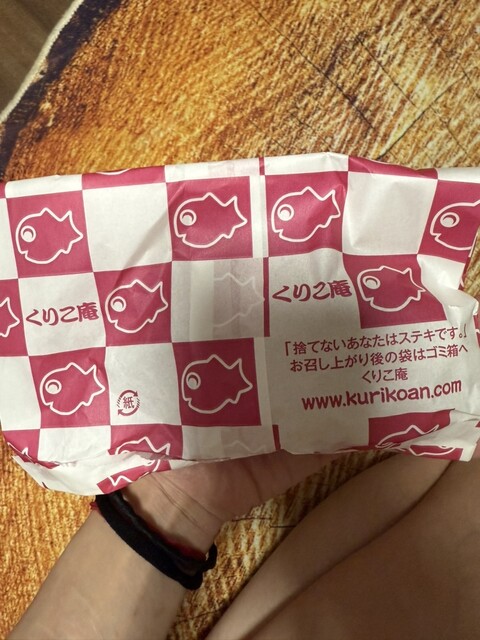 くりこ庵
くりこ庵
紙
「捨てないあなたはステキです。」
お召し上がり後の袋はゴミ箱へ
くりこ庵
www.kurikoan.com